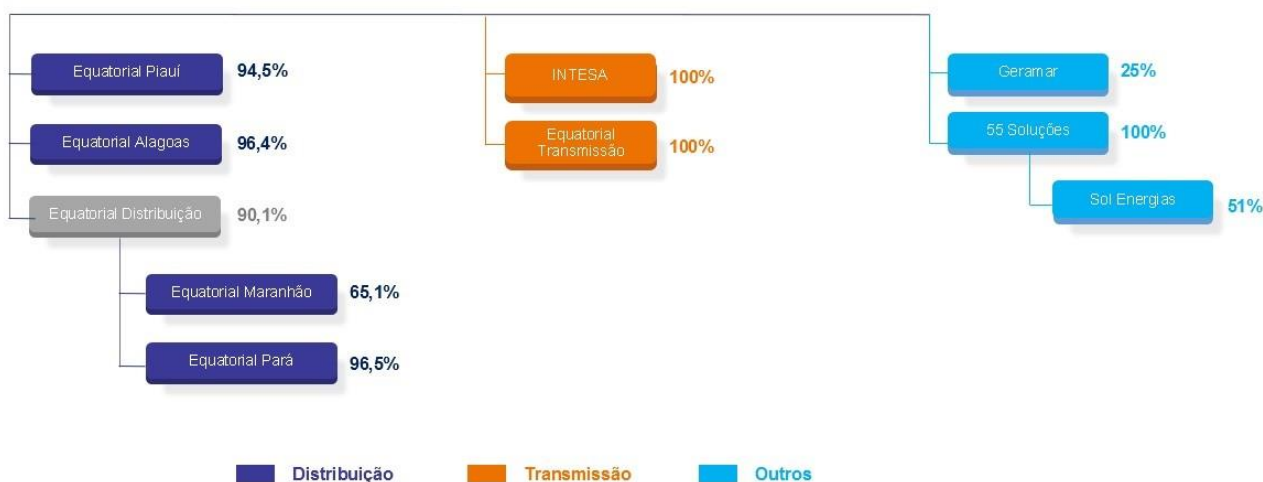 Equatorial Piauí 94,5%
Equatorial Alagoas 96,4%
Equatorial Distribuição 90,1%
Equatorial Maranhão 65,1%
Equatorial Pará 96,5%
INTESA 100%
Equatorial
Transmissão 100%
Geramar 25%
55 Soluções 100%
Sol Energias 51%
Distribuição Transmissão Outros